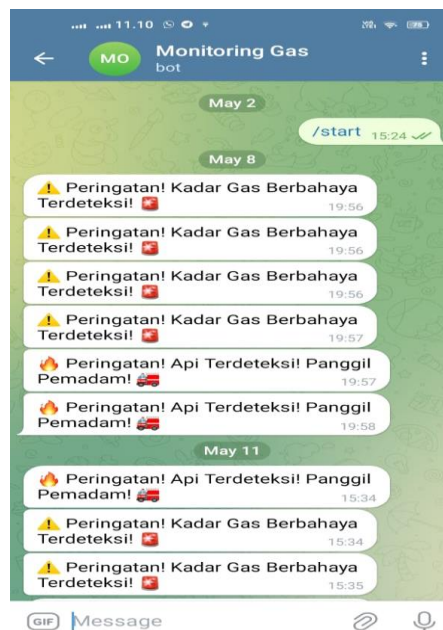 11.10
MO
Monitoring Gas
bot
May 2
/start 15:24
May 8
⚠️ Peringatan! Kadar Gas Berbahaya
Terdeteksi! 🚨 19:56
⚠️ Peringatan! Kadar Gas Berbahaya
Terdeteksi! 🚨 19:56
⚠️ Peringatan! Kadar Gas Berbahaya
Terdeteksi! 🚨 19:56
⚠️ Peringatan! Kadar Gas Berbahaya
Terdeteksi! 🚨 19:57
🔥 Peringatan! Api Terdeteksi! Panggil
Pemadam! 🚒 19:57
🔥 Peringatan! Api Terdeteksi! Panggil
Pemadam! 🚒 19:58
May 11
🔥 Peringatan! Api Terdeteksi! Panggil
Pemadam! 🚒 15:34
⚠️ Peringatan! Kadar Gas Berbahaya
Terdeteksi! 🚨 15:34
⚠️ Peringatan! Kadar Gas Berbahaya
Terdeteksi! 🚨 15:35
GIF Message